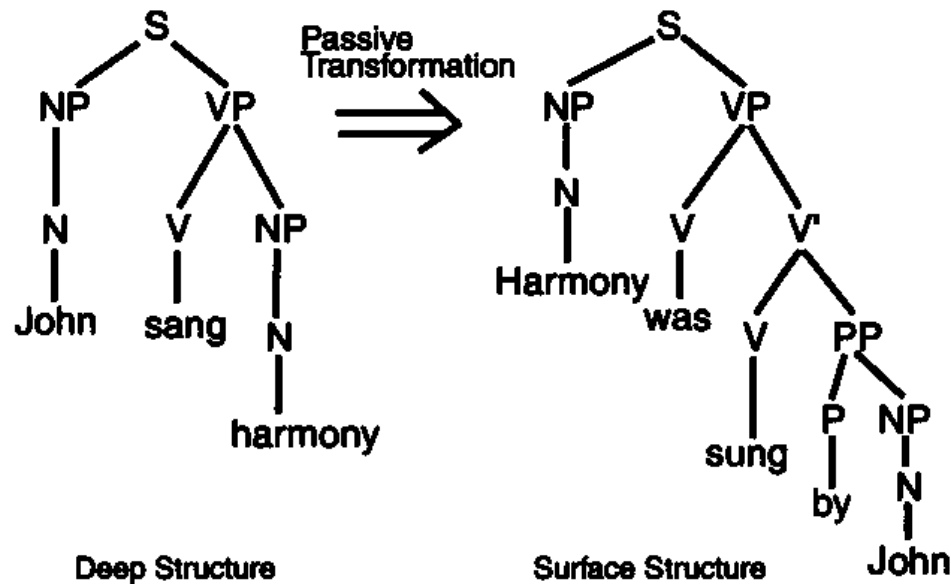 S
Passive
Transformation
S
NP VP
NP VP
N V NP
N V V'
John sang N
Harmony was V PP
harmony
sung P NP
by N
John
Deep Structure
Surface Structure